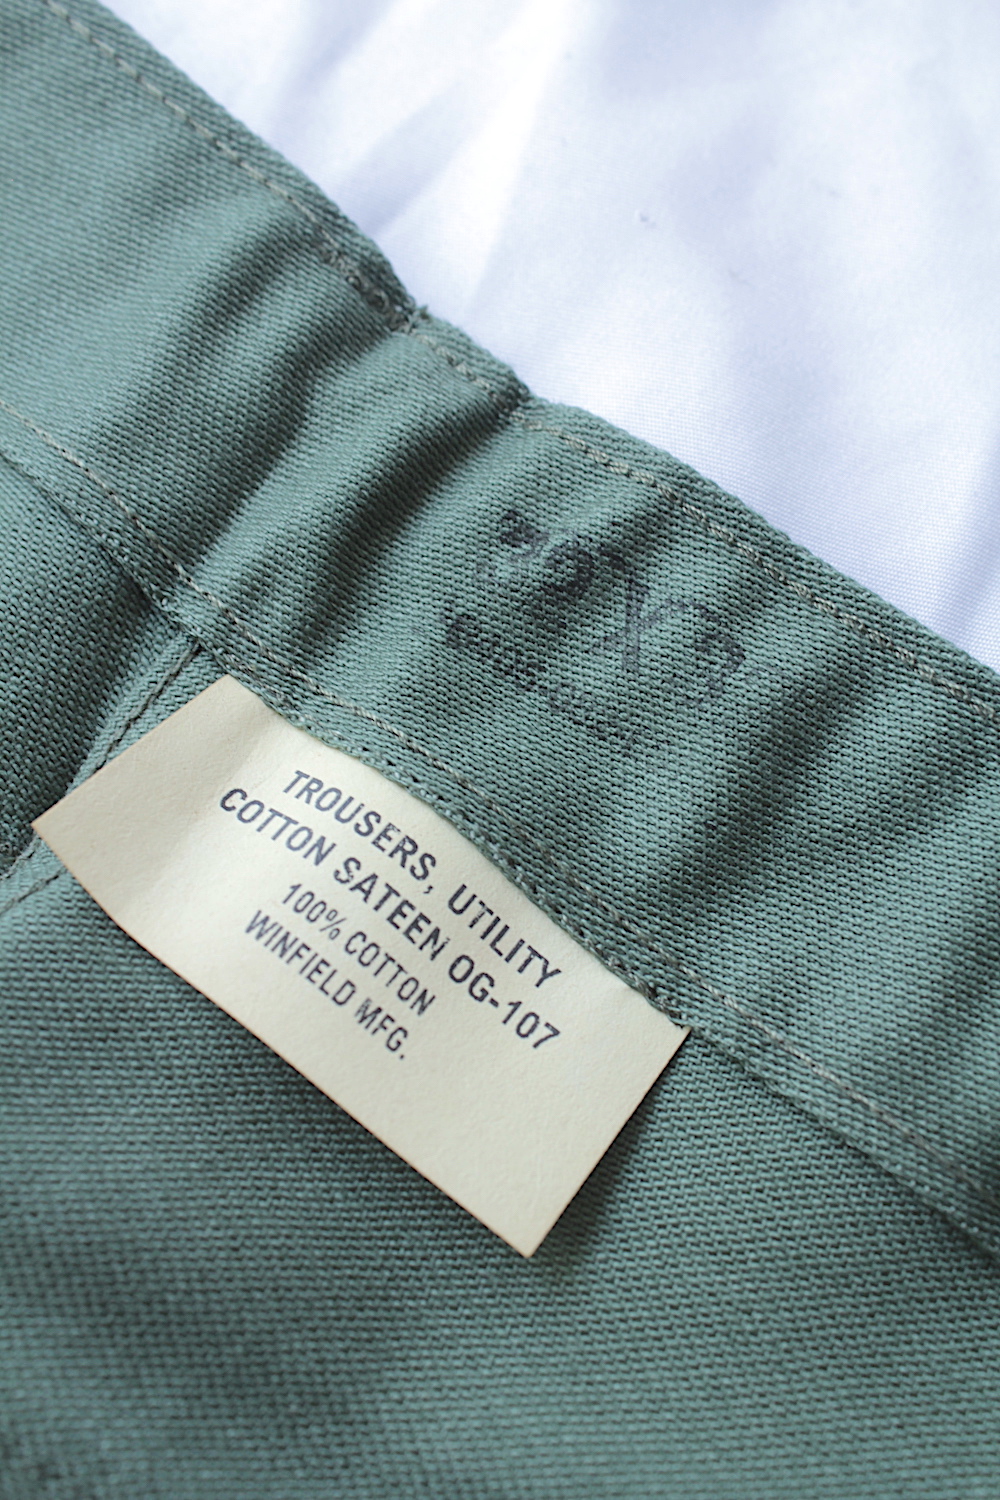 TROUSERS, UTILITY
COTTON SATEEN OG-107
100% COTTON
WINFIELD MFG.